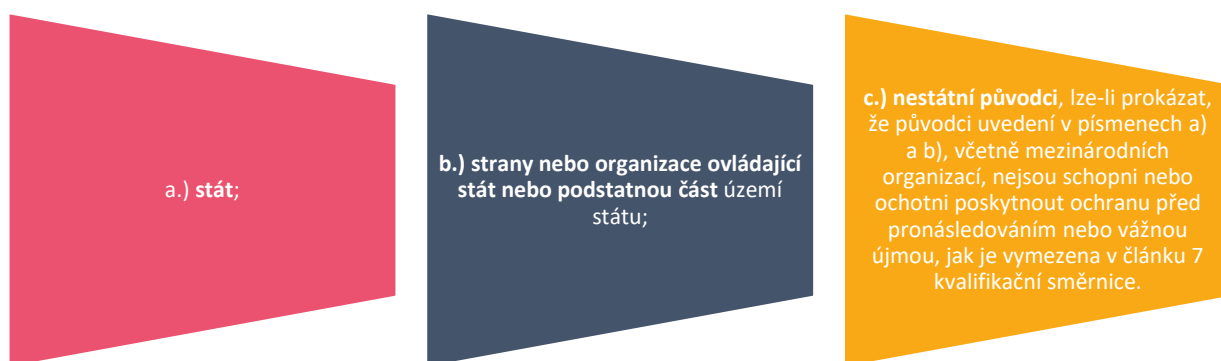 a.) stát;
b.) strany nebo organizace ovládající
stát nebo podstatnou část území
státu;
c.) nestátní původci, lze-li prokázat,
že původci uvedení v písmenech a)
a b), včetně mezinárodních
organizací, nejsou schopni nebo
ochotni poskytnout ochranu před
pronásledováním nebo vážnou
újmou, jak je vymezena v článku 7
kvalifikační směrnice.